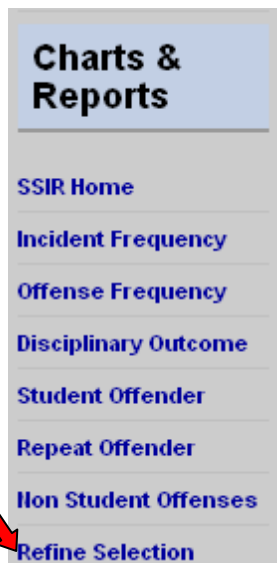 Charts &
Reports
SSIR Home
Incident Frequency
Offense Frequency
Disciplinary Outcome
Student Offender
Repeat Offender
Non Student Offenses
Refine Selection